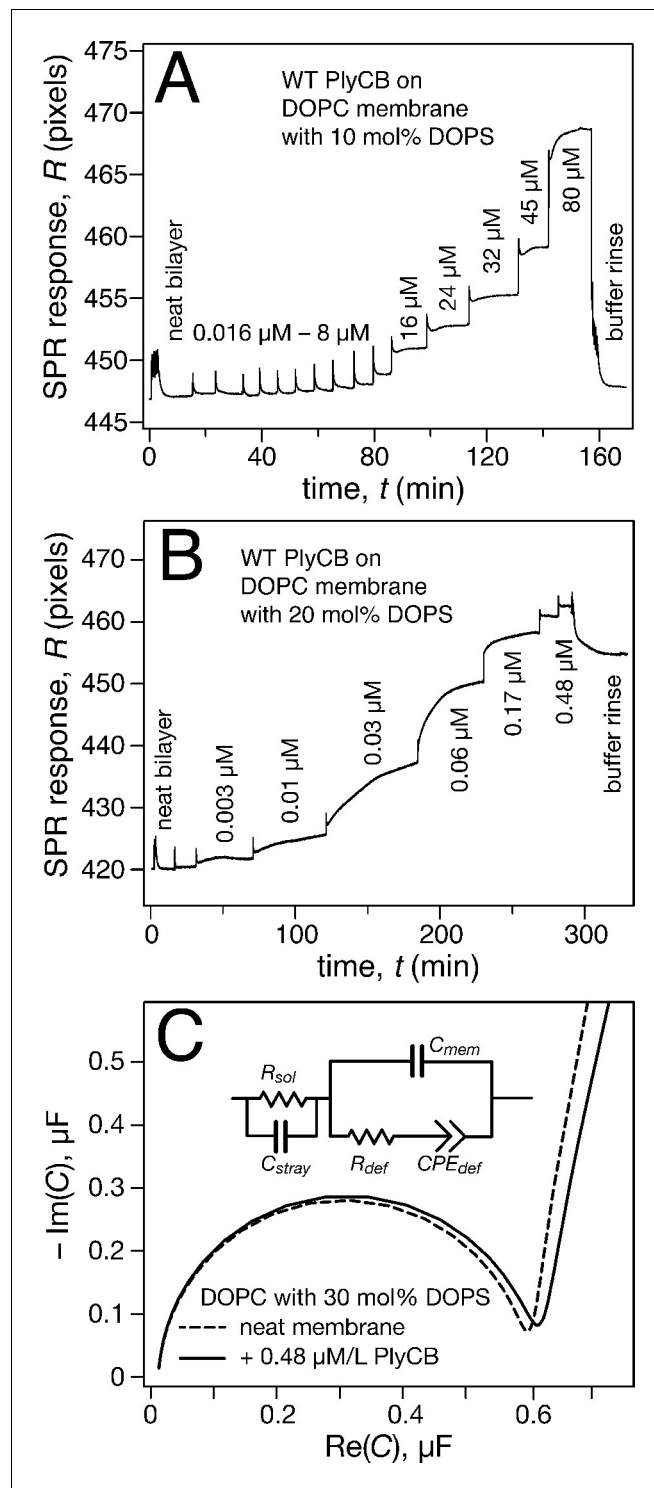 A
WT PlyCB on
DOPC membrane
with 10 mol% DOPS
SPR response, R (pixels)
475
470
465
460
455
450
445
neat bilayer
0.016 µM – 8 µM
16 µM
24 µM
32 µM
45 µM
80 µM
buffer rinse
0 40 80 120 160
time, t (min)
B
WT PlyCB on
DOPC membrane
with 20 mol% DOPS
SPR response, R (pixels)
470
460
450
440
430
420
neat bilayer
0.003 µM
0.01 µM
0.03 µM
0.06 µM
0.17 µM
0.48 µM
buffer rinse
0 100 200 300
time, t (min)
C
Cmem
Rsol
Cstray
Rdef
CPEdef
– Im(C), µF
0.5
0.4
0.3
0.2
0.1
0
DOPC with 30 mol% DOPS
neat membrane
+ 0.48 µM/L PlyCB
0 0.2 0.4 0.6
Re(C), µF